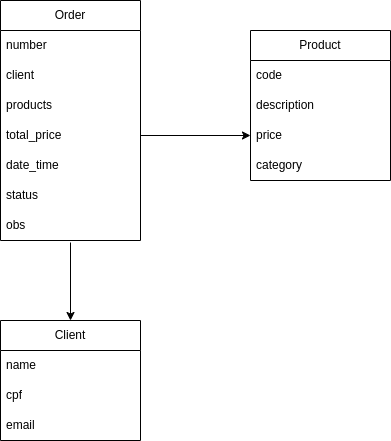 Order
number
client
products
total_price
date_time
status
obs
Product
code
description
price
category
Client
name
cpf
email